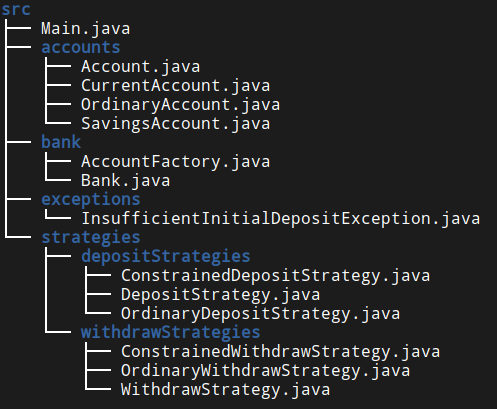 src
Main.java
accounts
Account.java
CurrentAccount.java
OrdinaryAccount.java
SavingsAccount.java
bank
AccountFactory.java
Bank.java
exceptions
InsufficientInitialDepositException.java
strategies
depositStrategies
ConstrainedDepositStrategy.java
DepositStrategy.java
OrdinaryDepositStrategy.java
withdrawStrategies
ConstrainedWithdrawStrategy.java
OrdinaryWithdrawStrategy.java
WithdrawStrategy.java